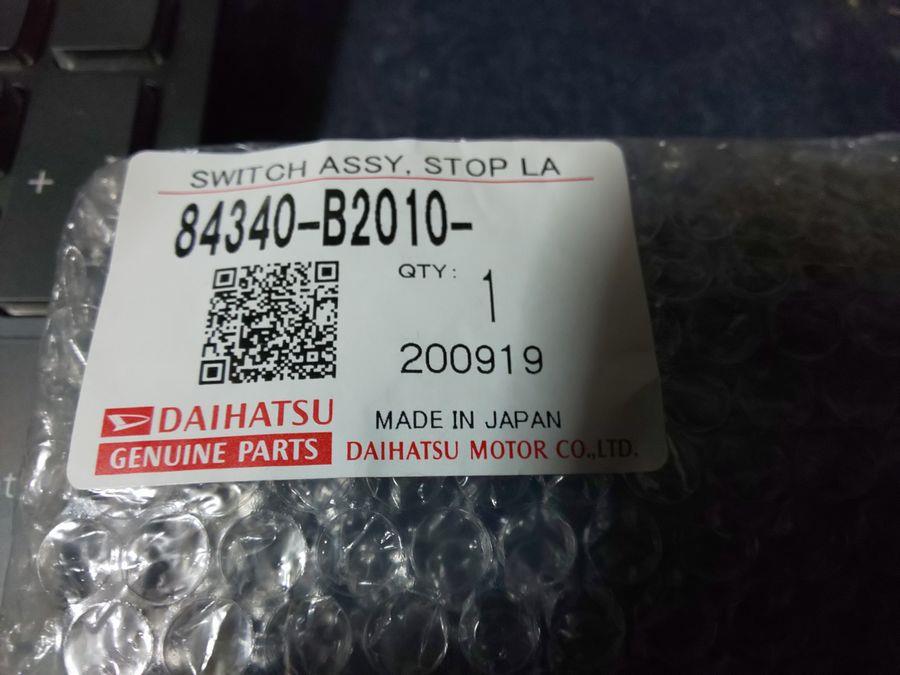 SWITCH ASSY, STOP LA
84340-B2010-
QTY: 1
200919
DAIHATSU
GENUINE PARTS
MADE IN JAPAN
DAIHATSU MOTOR CO.,LTD.
+
t